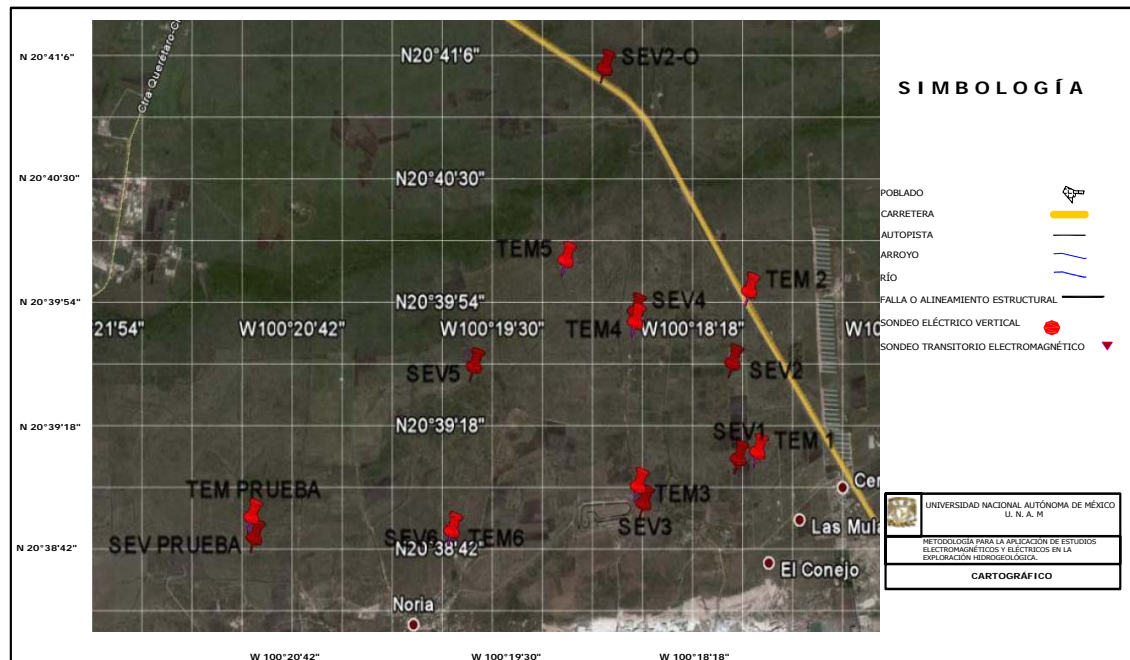 N 20°41'6"
N 20°40'30"
N 20°39'54"
N 20°39'18"
N 20°38'42"
Ctra Querétaro-C
N20°41'6"
SEV2-O
N20°40'30"
TEM5
TEM 2
N20°39'54"
SEV4
21'54"
W100°20'42"
W100°19'30"
TEM4
W100°18'18"
W10
SEV5
SEV2
N20°39'18"
SEV1
TEM 1
TEM PRUEBA
TEM3
Cer
SEV3
Las Mula
SEV PRUEBA
SEV6
TEM6
N20°38'42"
El Conejo
Noria
W 100°20'42"
W 100°19'30"
W 100°18'18"
SIMBOLOGÍA
POBLADO
CARRETERA
AUTOPISTA
ARROYO
RÍO
FALLA O ALINEAMIENTO ESTRUCTURAL
SONDEO ELÉCTRICO VERTICAL
SONDEO TRANSITORIO ELECTROMAGNÉTICO
UNIVERSIDAD NACIONAL AUTÓNOMA DE MÉXICO
U. N. A. M
METODOLOGÍA PARA LA APLICACIÓN DE ESTUDIOS
ELECTROMAGNÉTICOS Y ELÉCTRICOS EN LA
EXPLORACIÓN HIDROGEOLÓGICA.
CARTOGRÁFICO